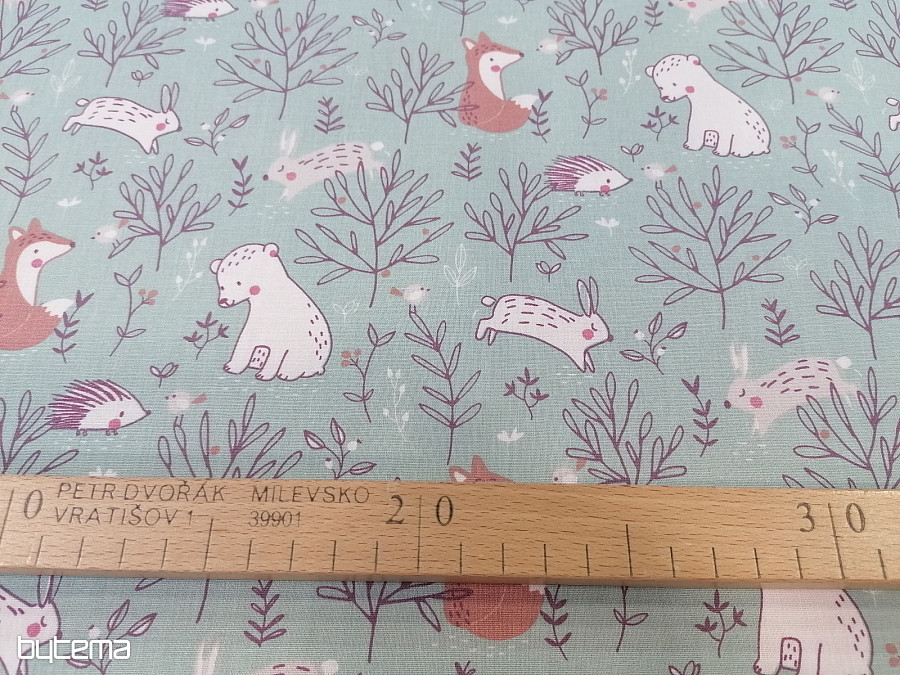 0 PETR DVOŘÁK MILEVSKO 2 0 3 0
VRATIŠOV 1 39901
bytema